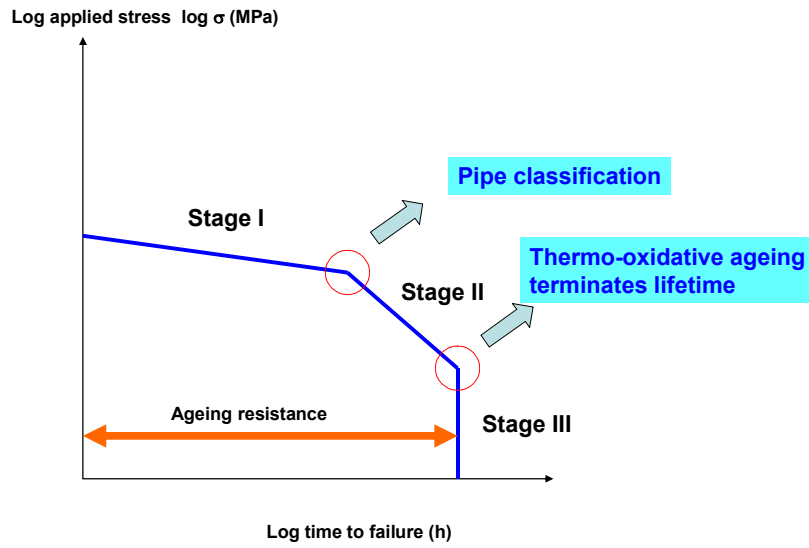 Log applied stress log σ (MPa)
Pipe classification
Stage I
Thermo-oxidative ageing
terminates lifetime
Stage II
Ageing resistance
Stage III
Log time to failure (h)